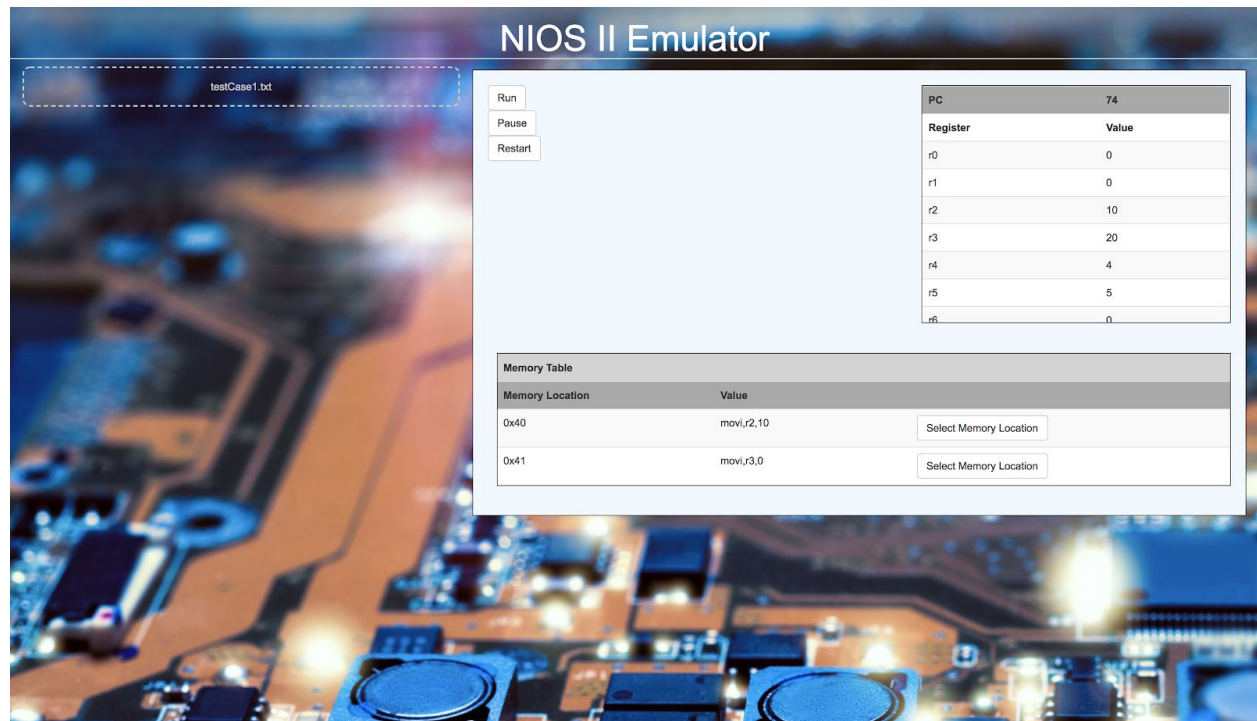 NIOS II Emulator
testCase1.txt
Run
Pause
Restart
PC 74
Register Value
r0 0
r1 0
r2 10
r3 20
r4 4
r5 5
r6 0
Memory Table
Memory Location Value
0x40 movi,r2,10 Select Memory Location
0x41 movi,r3,0 Select Memory Location